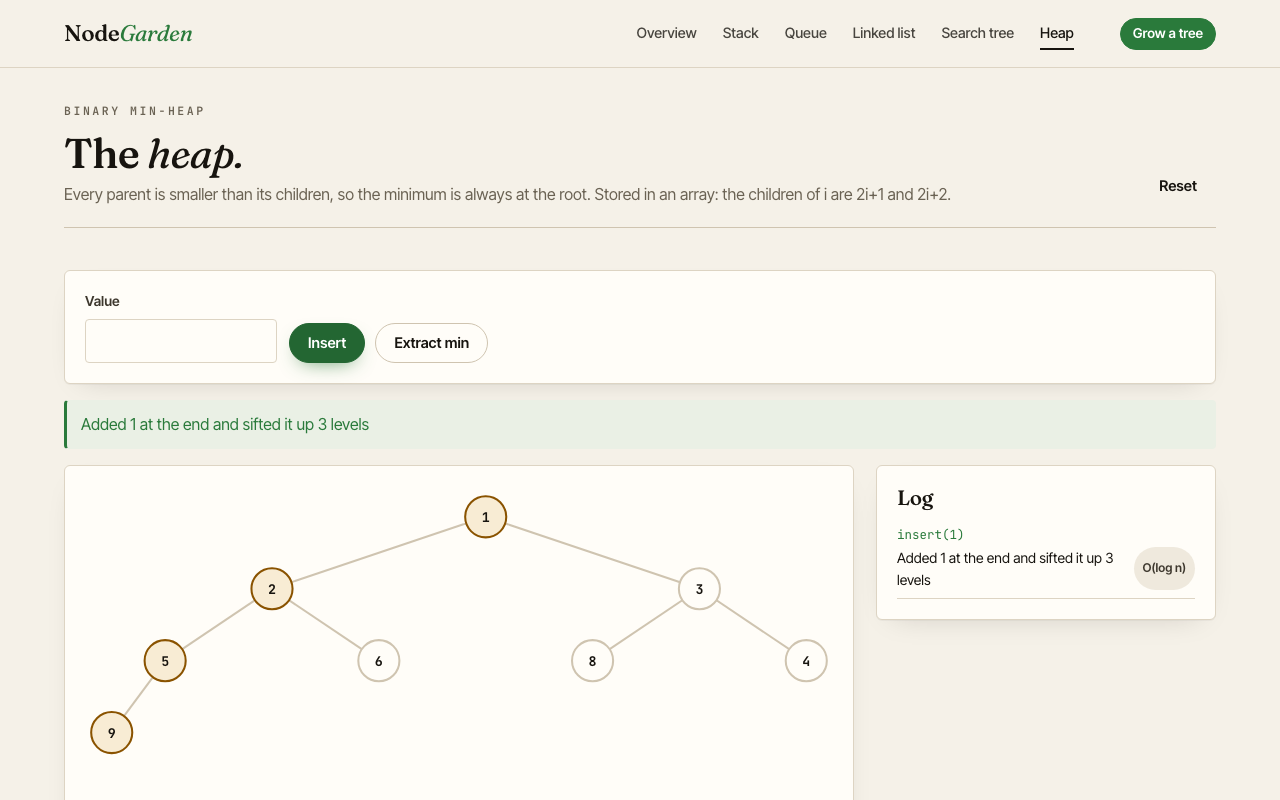 NodeGarden
Overview Stack Queue Linked list Search tree Heap Grow a tree
BINARY MIN-HEAP
The heap.
Every parent is smaller than its children, so the minimum is always at the root. Stored in an array: the children of i are 2i+1 and 2i+2.
Reset
Value
Insert Extract min
Added 1 at the end and sifted it up 3 levels
1
2 3
5 6 8 4
9
Log
insert(1)
Added 1 at the end and sifted it up 3
levels
O(log n)